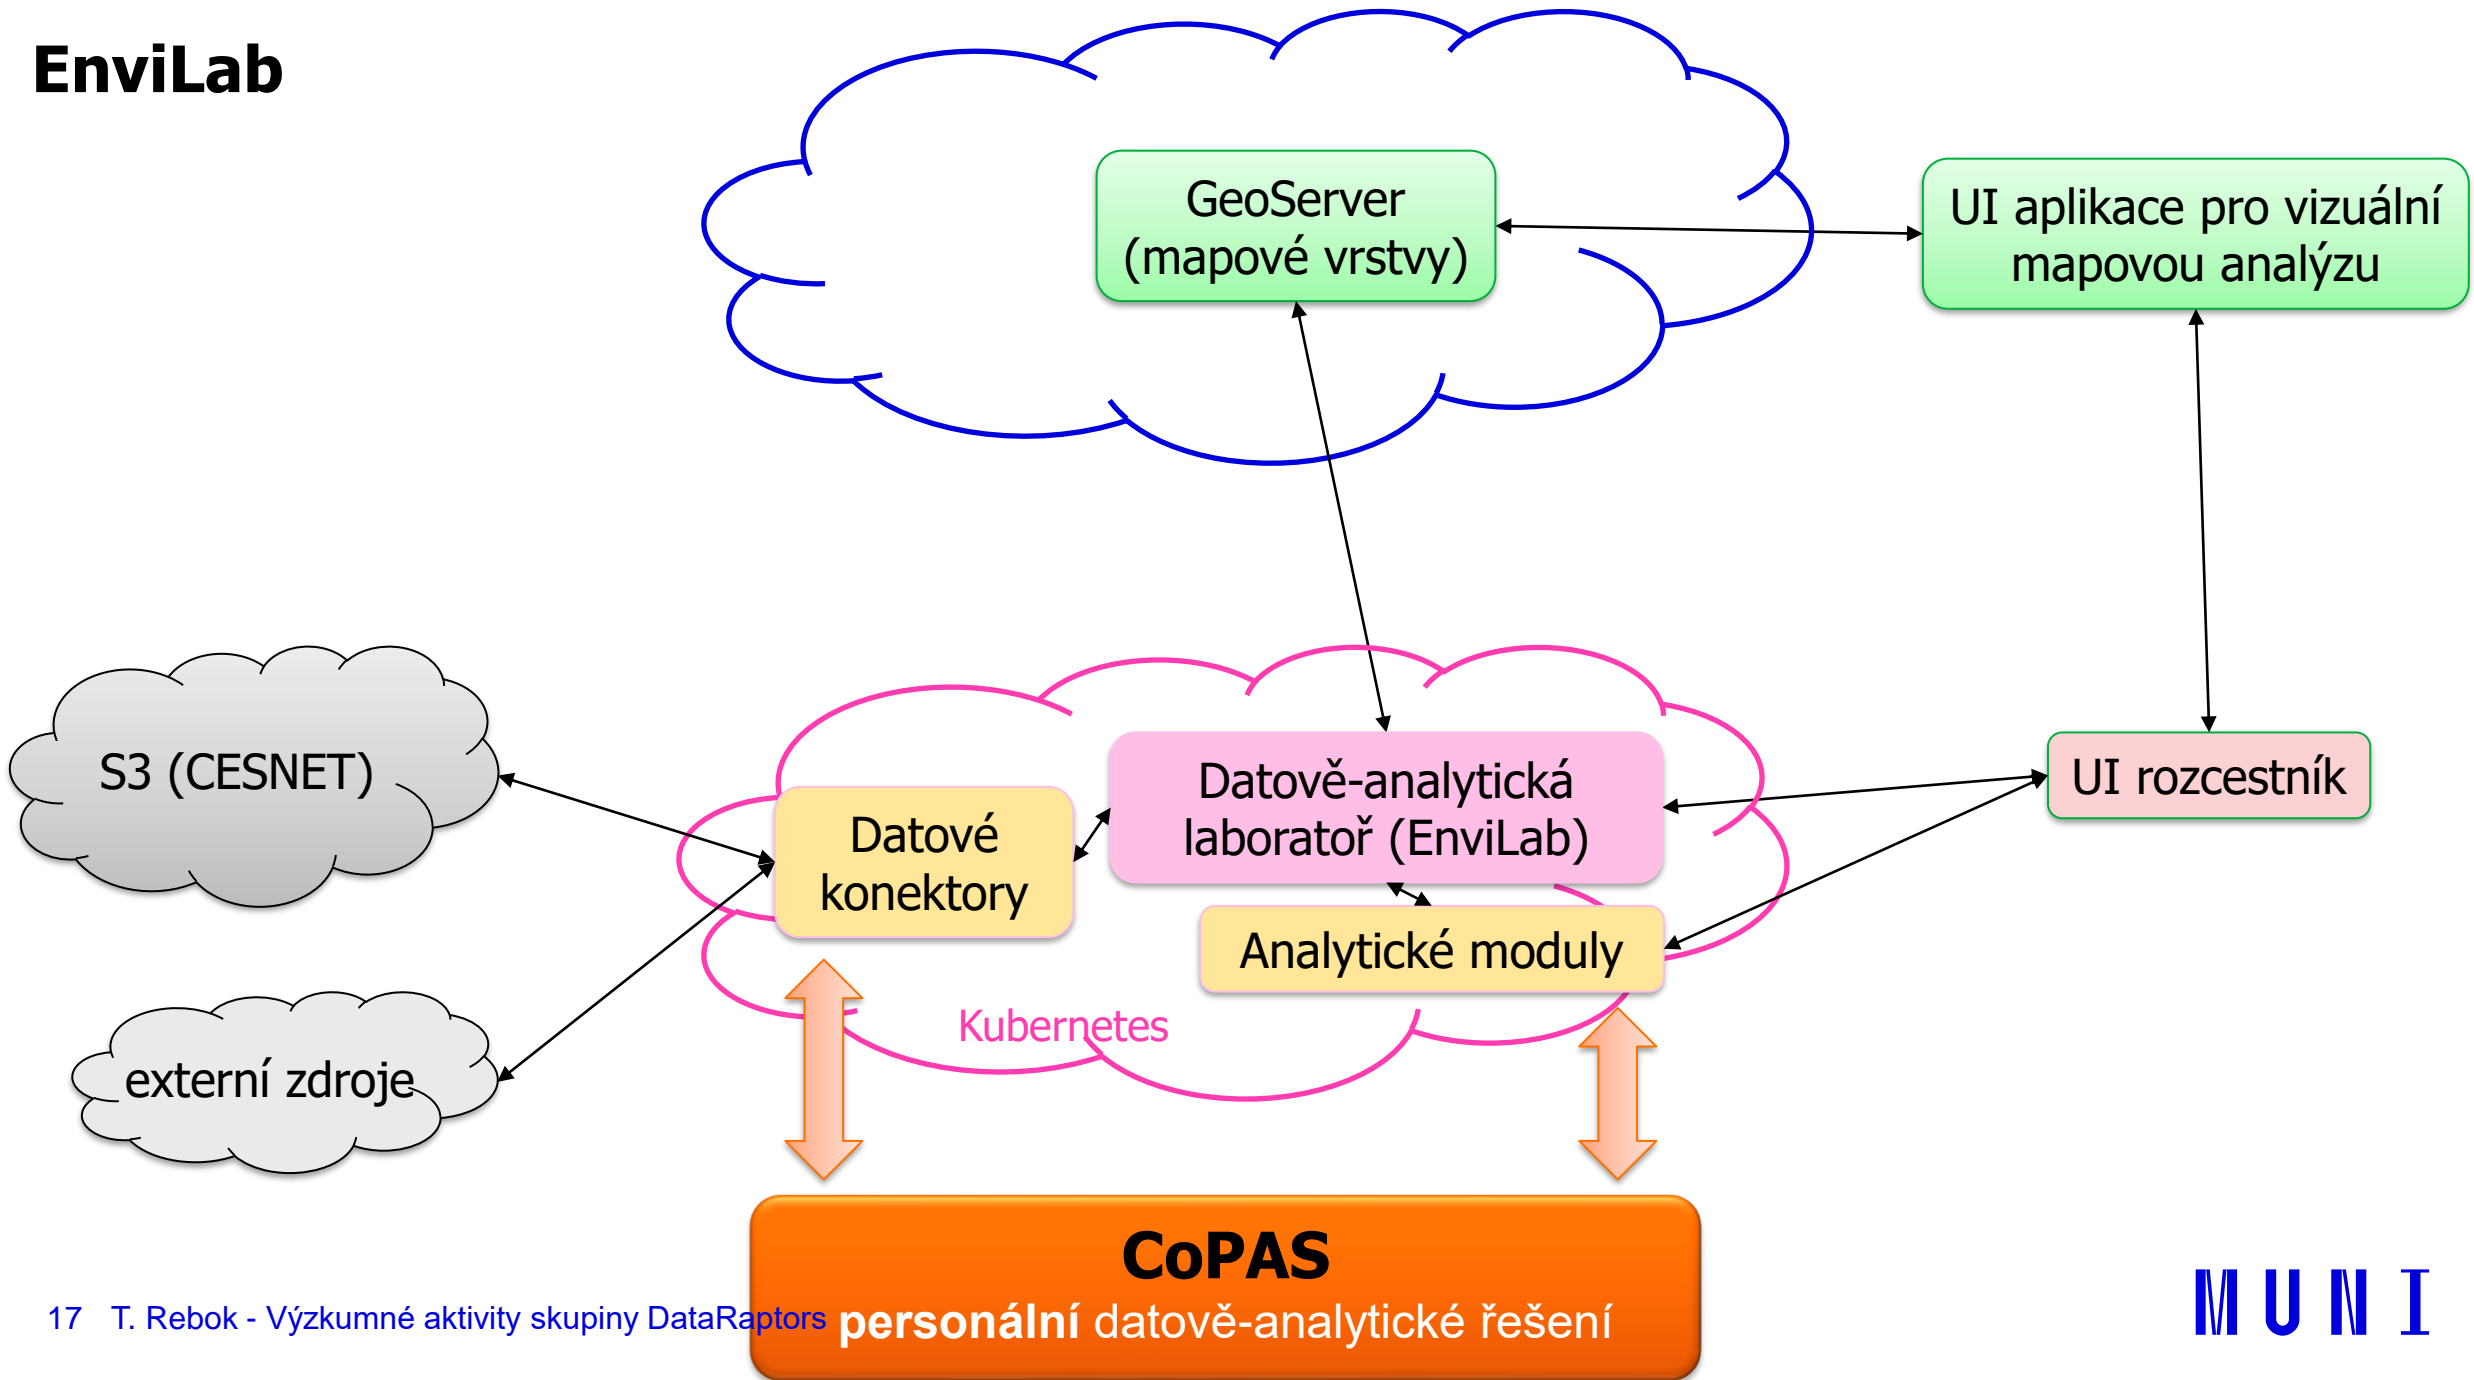 EnviLab
GeoServer
(mapové vrstvy)
UI aplikace pro vizuální
mapovou analýzu
S3 (CESNET)
Datové
konektory
Datově-analytická
laboratoř (EnviLab)
UI rozcestník
Analytické moduly
Kubernetes
externí zdroje
CoPAS
personální datově-analytické řešení
17 T. Rebok - Výzkumné aktivity skupiny DataRaptors
MUNI